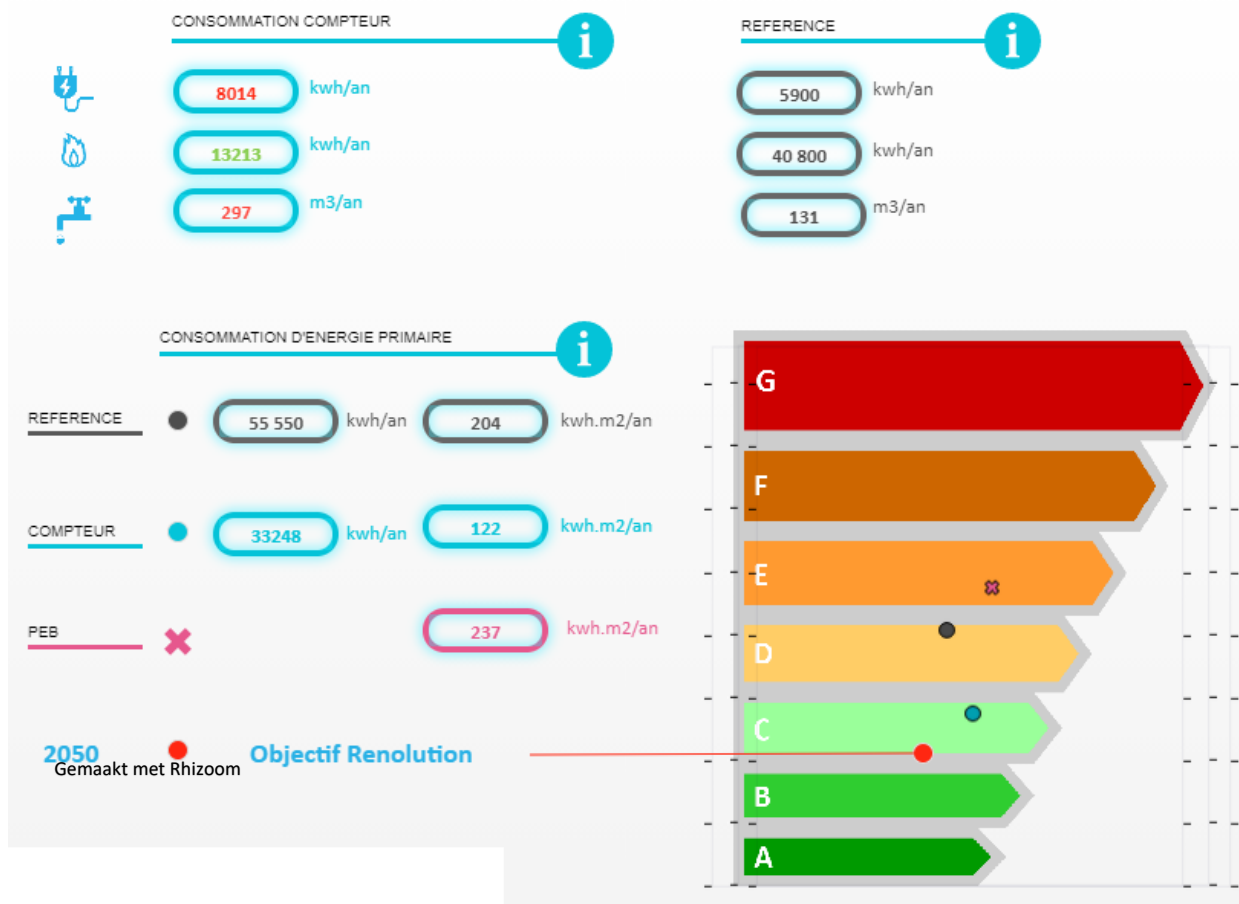 CONSOMMATION COMPTEUR
i
REFERENCE
i
8014 kwh/an
5900 kwh/an
13213 kwh/an
40 800 kwh/an
297 m3/an
131 m3/an
CONSOMMATION D'ENERGIE PRIMAIRE
i
REFERENCE 55 550 kwh/an 204 kwh.m2/an
COMPTEUR 33248 kwh/an 122 kwh.m2/an
PEB 237 kwh.m2/an
2050 Objectif Renolution
Gemaakt met Rhizoom
G
F
E
D
C
B
A